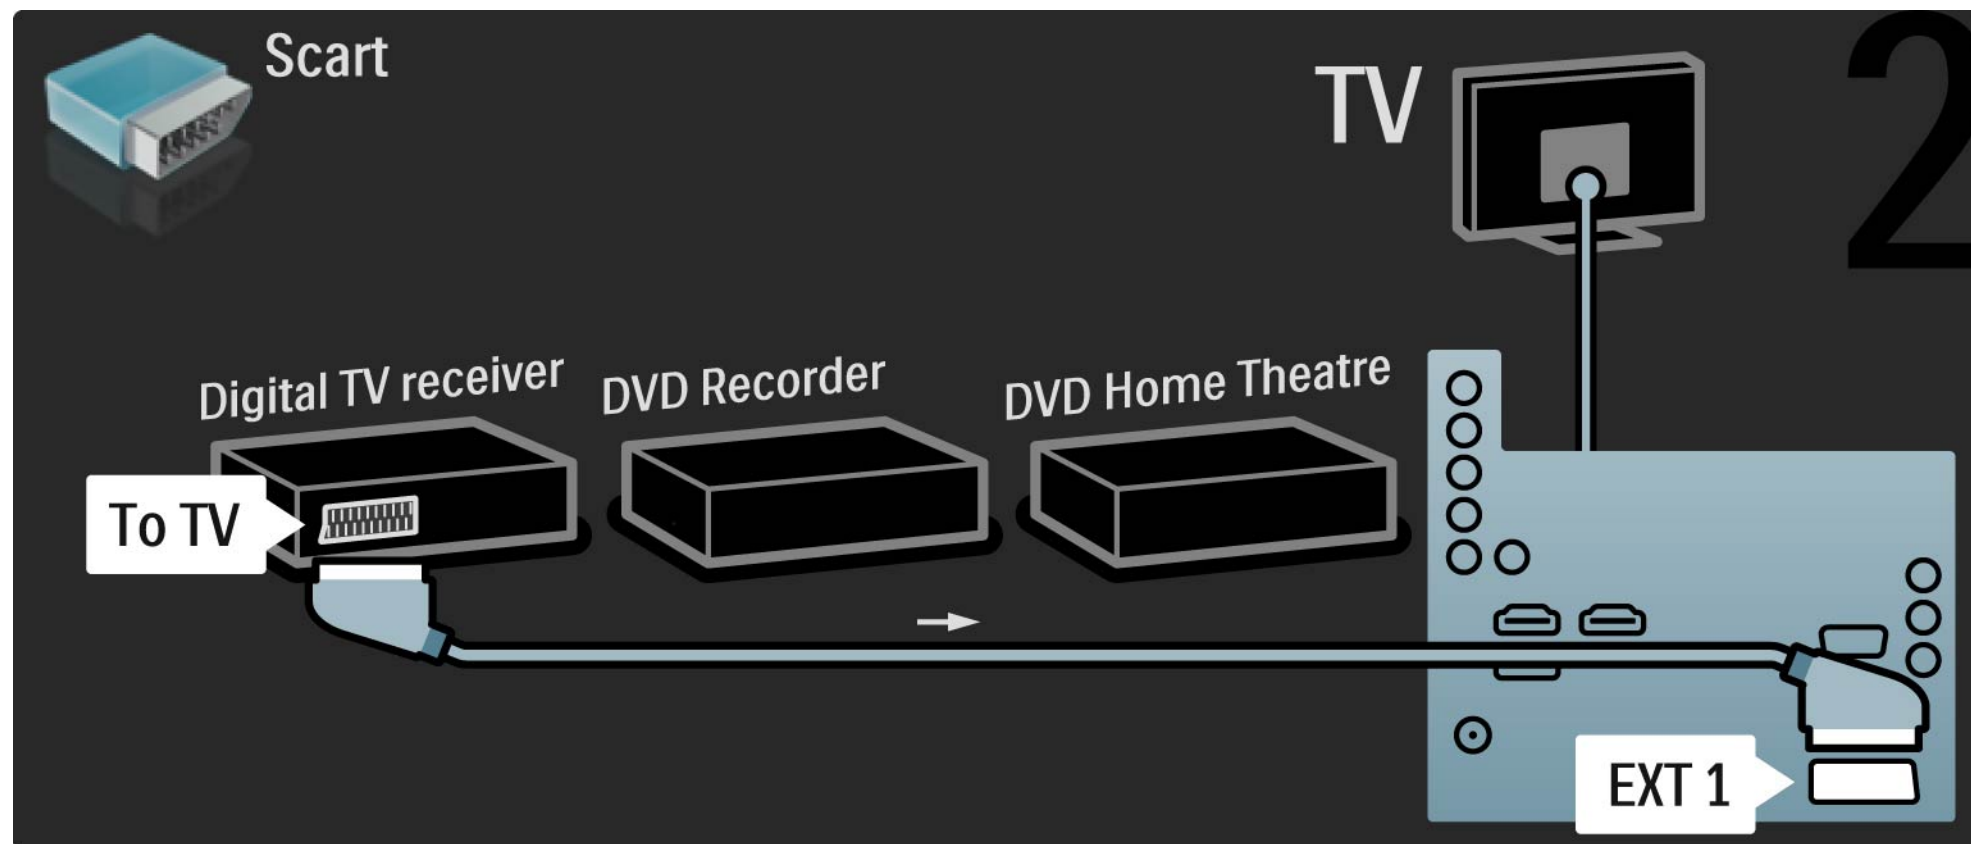 Scart
TV
2
Digital TV receiver
DVD Recorder
DVD Home Theatre
To TV
EXT 1